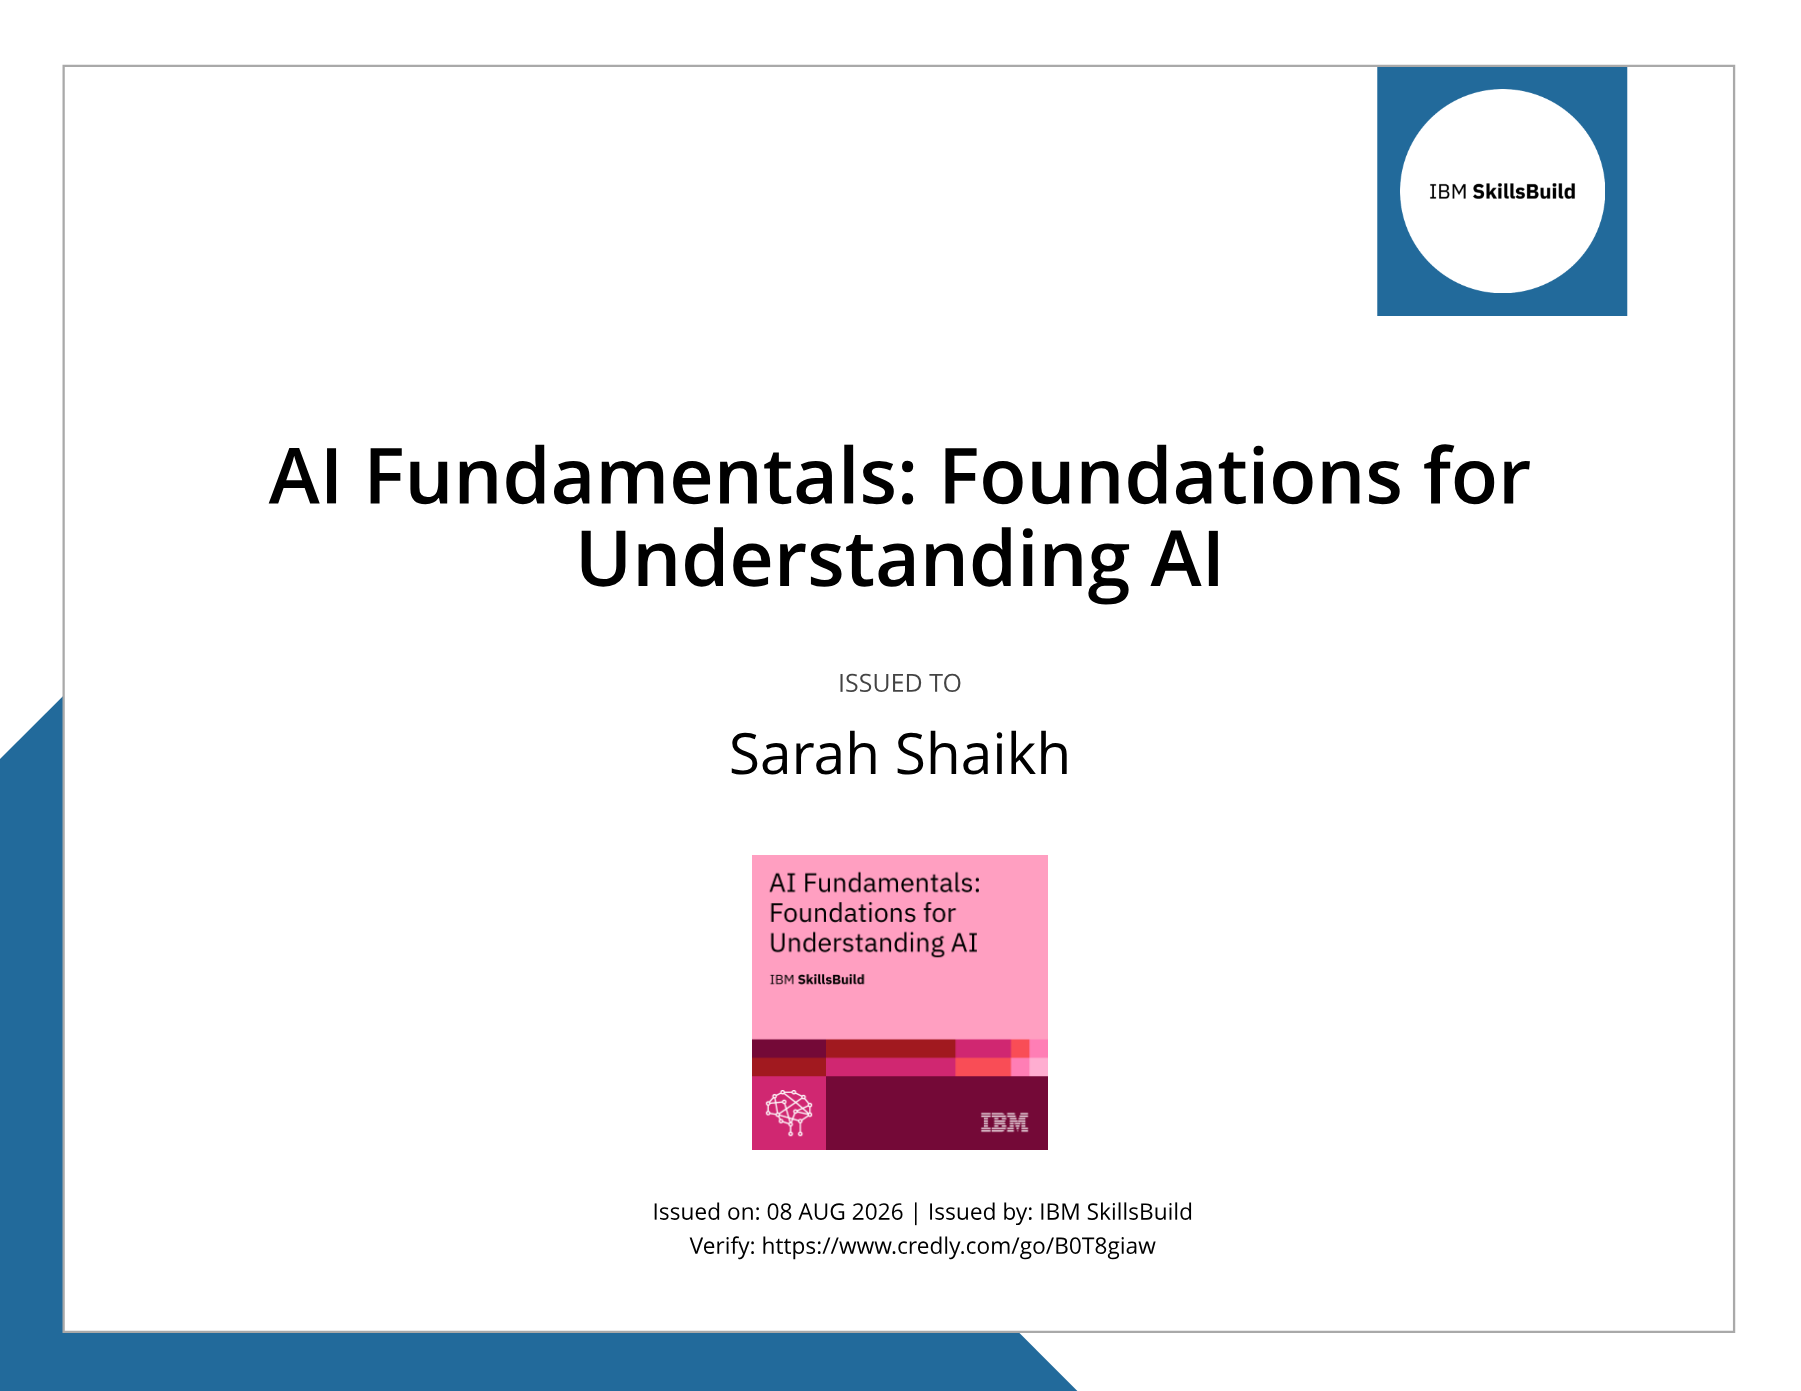 IBM SkillsBuild
AI Fundamentals: Foundations for
Understanding AI
ISSUED TO
Sarah Shaikh
AI Fundamentals:
Foundations for
Understanding AI
IBM SkillsBuild
IBM
Issued on: 08 AUG 2026 | Issued by: IBM SkillsBuild
Verify: https://www.credly.com/go/B0T8giaw